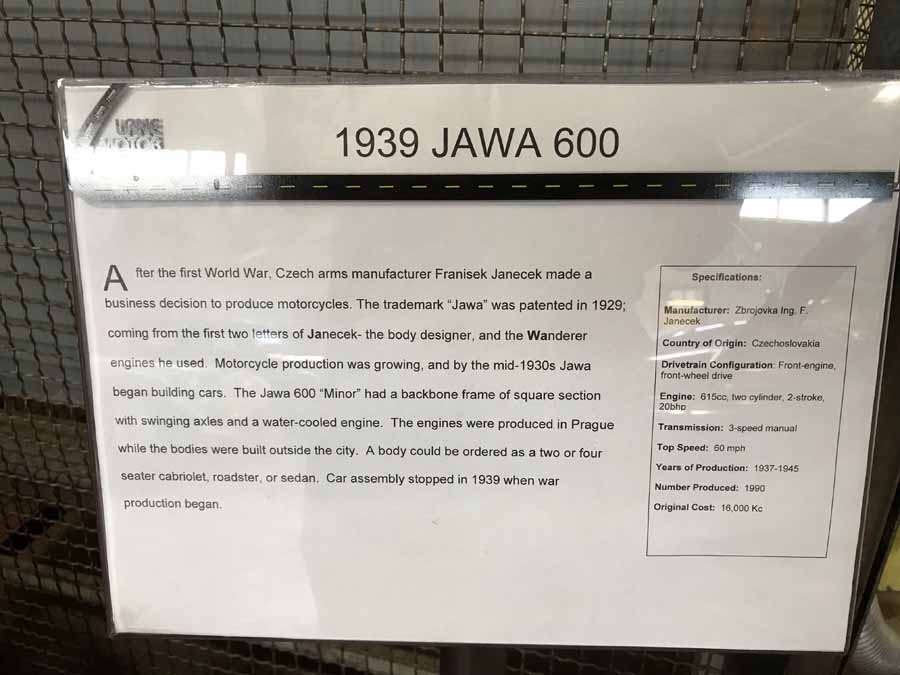 LANE
MOTOR
1939 JAWA 600
After the first World War, Czech arms manufacturer Franisek Janecek made a
business decision to produce motorcycles. The trademark “Jawa” was patented in 1929;
coming from the first two letters of Janecek- the body designer, and the Wanderer
engines he used. Motorcycle production was growing, and by the mid-1930s Jawa
began building cars. The Jawa 600 “Minor” had a backbone frame of square section
with swinging axles and a water-cooled engine. The engines were produced in Prague
while the bodies were built outside the city. A body could be ordered as a two or four
seater cabriolet, roadster, or sedan. Car assembly stopped in 1939 when war
production began.
Specifications:
Manufacturer: Zbrojovka Ing. F.
Janecek
Country of Origin: Czechoslovakia
Drivetrain Configuration: Front-engine,
front-wheel drive
Engine: 615cc, two cylinder, 2-stroke,
20bhp
Transmission: 3-speed manual
Top Speed: 60 mph
Years of Production: 1937-1945
Number Produced: 1990
Original Cost: 16,000 Kc